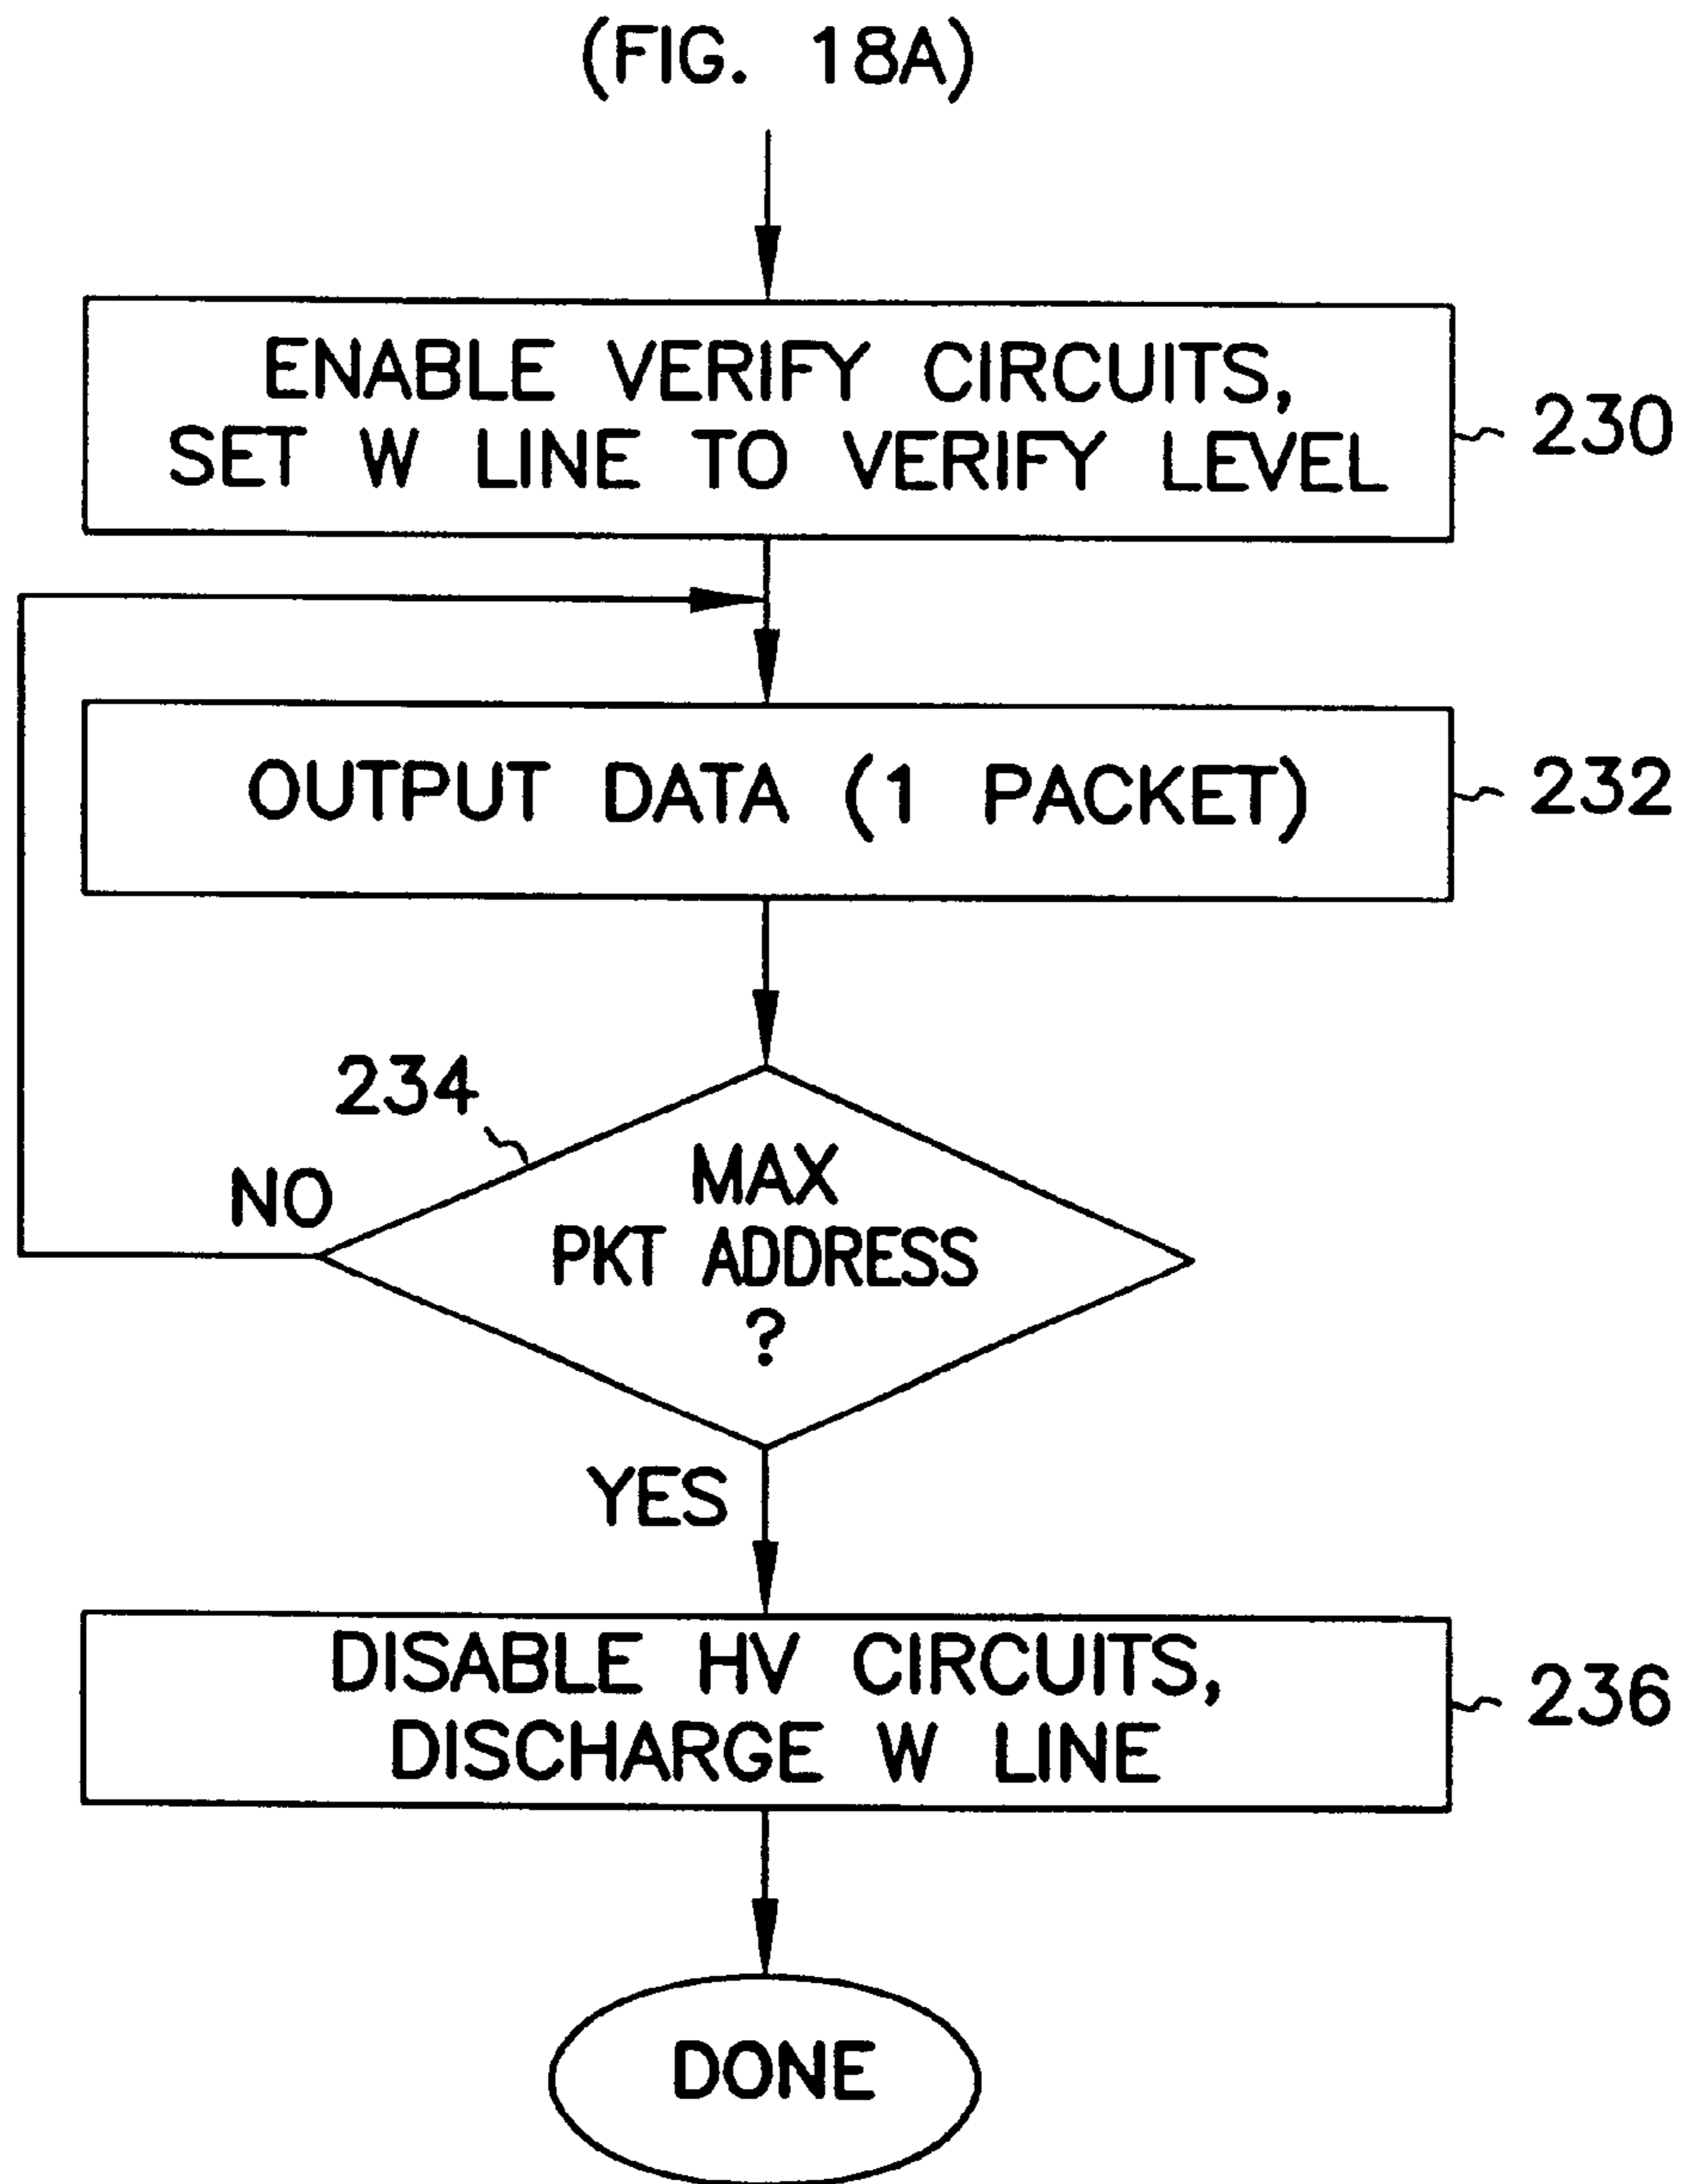 (FIG. 18A)
ENABLE VERIFY CIRCUITS,
SET W LINE TO VERIFY LEVEL
230
OUTPUT DATA (1 PACKET)
232
234
NO
MAX
PKT ADDRESS
?
YES
DISABLE HV CIRCUITS,
DISCHARGE W LINE
236
DONE